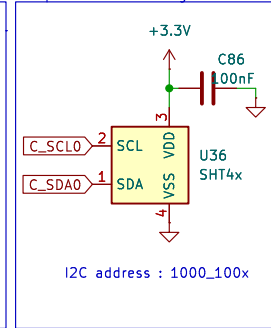 +3.3V
C86
100nF
3
C_SCL0
2
SCL
VDD
U36
SHT4x
C_SDA0
1
SDA
VSS
4
I2C address : 1000_100x